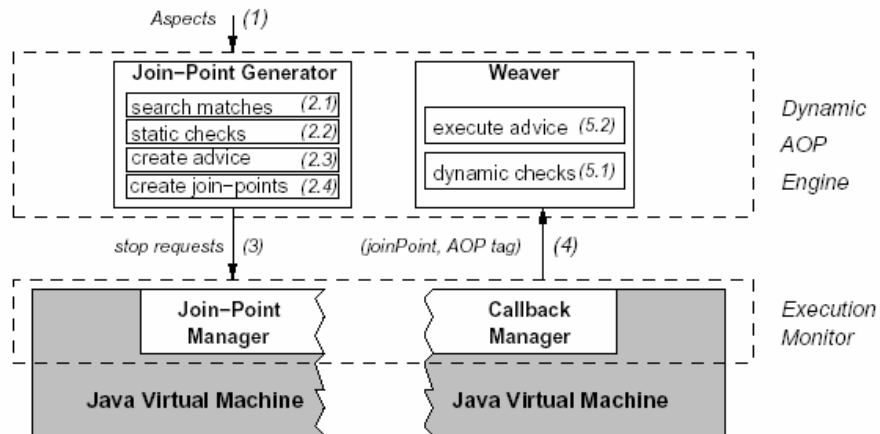 Aspects (1)
Join-Point Generator
search matches (2.1)
static checks (2.2)
create advice (2.3)
create join-points (2.4)
Weaver
execute advice (5.2)
dynamic checks (5.1)
Dynamic
AOP
Engine
stop requests (3)
(joinPoint, AOP tag) (4)
Join-Point
Manager
Callback
Manager
Execution
Monitor
Java Virtual Machine
Java Virtual Machine